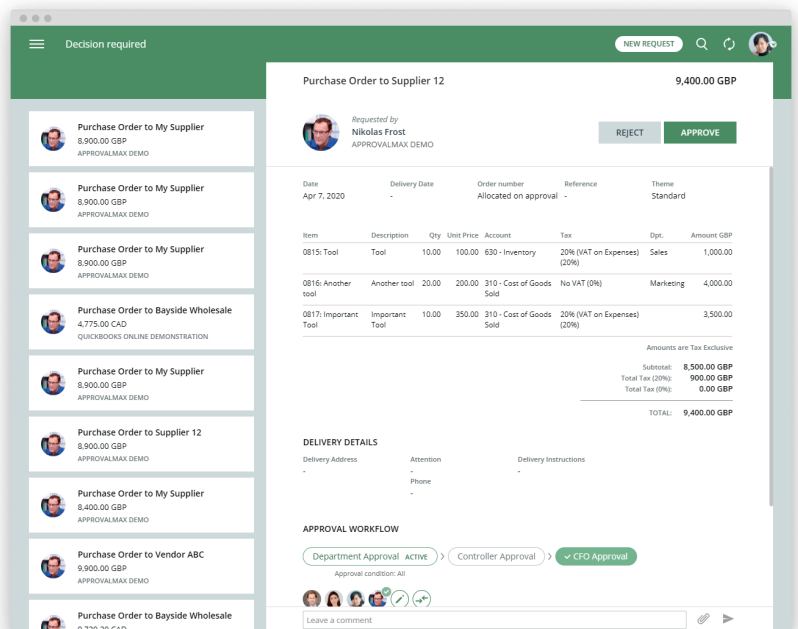 Decision required
NEW REQUEST
Purchase Order to My Supplier
8,900.00 GBP
APPROVALMAX DEMO
Purchase Order to My Supplier
8,900.00 GBP
APPROVALMAX DEMO
Purchase Order to My Supplier
8,900.00 GBP
APPROVALMAX DEMO
Purchase Order to Bayside Wholesale
4,775.00 CAD
QUICKBOOKS ONLINE DEMONSTRATION
Purchase Order to My Supplier
8,900.00 GBP
APPROVALMAX DEMO
Purchase Order to Supplier 12
8,900.00 GBP
APPROVALMAX DEMO
Purchase Order to My Supplier
8,400.00 GBP
APPROVALMAX DEMO
Purchase Order to Vendor ABC
9,900.00 GBP
APPROVALMAX DEMO
Purchase Order to Bayside Wholesale
Purchase Order to Supplier 12 9,400.00 GBP
Requested by
Nikolas Frost
APPROVALMAX DEMO
REJECT APPROVE
Date Delivery Date Order number Reference Theme
Apr 7, 2020 - Allocated on approval - Standard
Item Description Qty Unit Price Account Tax Dpt. Amount GBP
0815: Tool Tool 10.00 100.00 630 - Inventory 20% (VAT on Expenses) Sales 1,000.00
(20%)
0816: Another Another tool 20.00 200.00 310 - Cost of Goods No VAT (0%) Marketing 4,000.00
tool Sold
0817: Important Important 10.00 350.00 310 - Cost of Goods 20% (VAT on Expenses) 3,500.00
Tool Tool Sold (20%)
Amounts are Tax Exclusive
Subtotal: 8,500.00 GBP
Total Tax (20%): 900.00 GBP
Total Tax (0%): 0.00 GBP
TOTAL: 9,400.00 GBP
DELIVERY DETAILS
Delivery Address Attention Delivery Instructions
- - -
Phone
-
APPROVAL WORKFLOW
Department Approval ACTIVE Controller Approval CFO Approval
Approval condition: All
Leave a comment